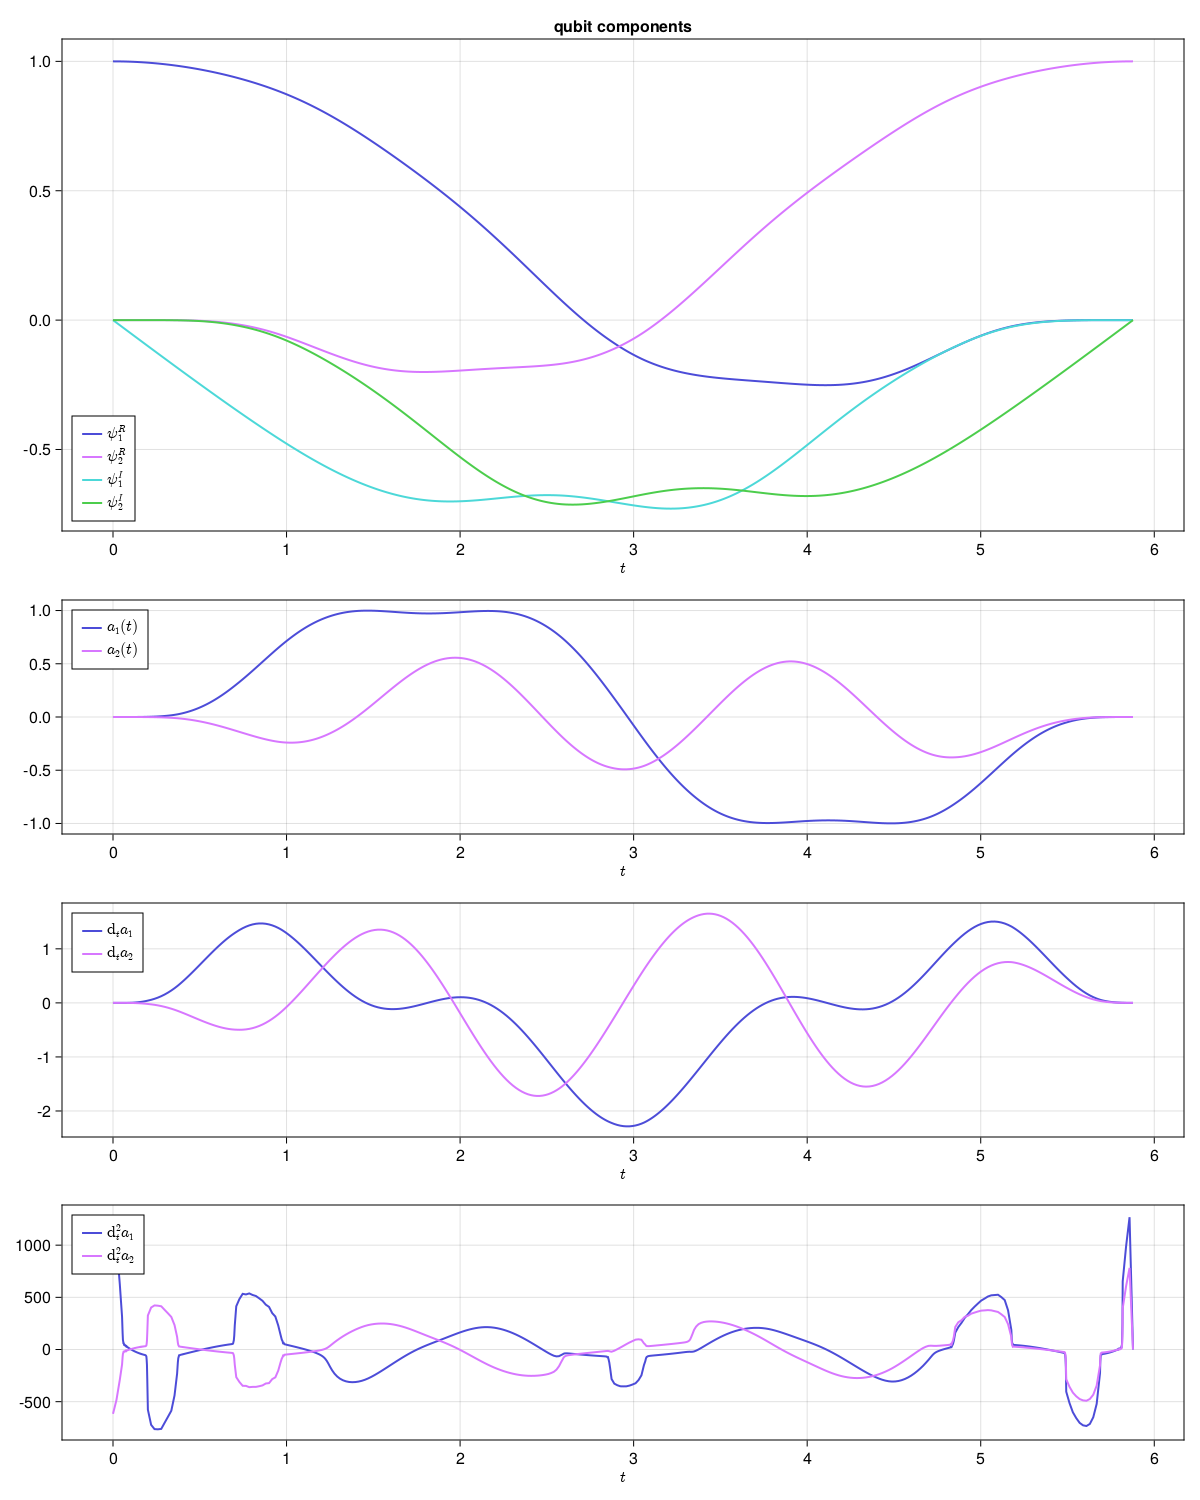 qubit components
1.0
0.5
0.0
-0.5
ψ₁ᴿ
ψ₂ᴿ
ψ₁ᴵ
ψ₂ᴵ
0 1 2 3 4 5 6
t
1.0
0.5
0.0
-0.5
-1.0
a₁(t)
a₂(t)
0 1 2 3 4 5 6
t
1
0
-1
-2
dₜa₁
dₜa₂
0 1 2 3 4 5 6
t
1000
500
0
-500
d²ₜa₁
d²ₜa₂
0 1 2 3 4 5 6
t